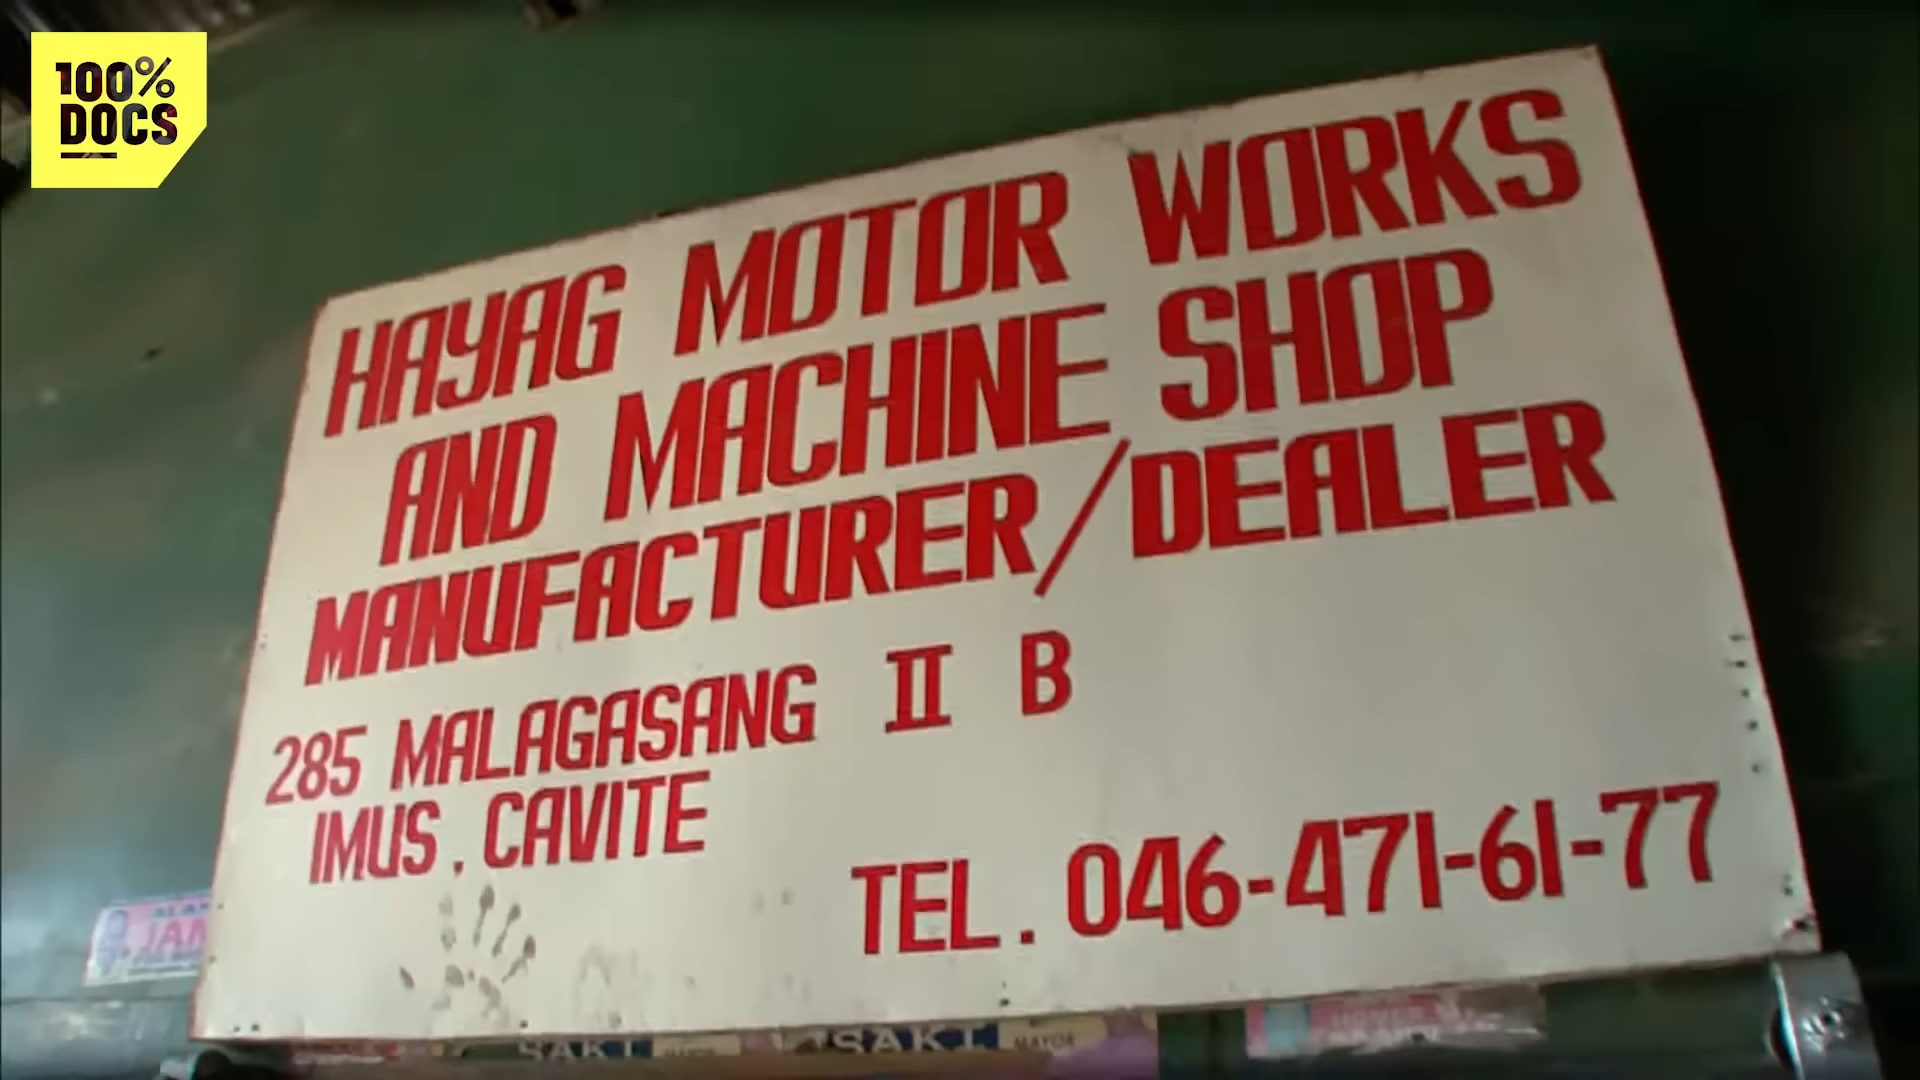 100%
DOCS
HAYAG MOTOR WORKS
AND MACHINE SHOP
MANUFACTURER/DEALER
285 MALAGASANG II B
IMUS, CAVITE
TEL. 046-471-61-77
SAKI
SAKI MAYOR